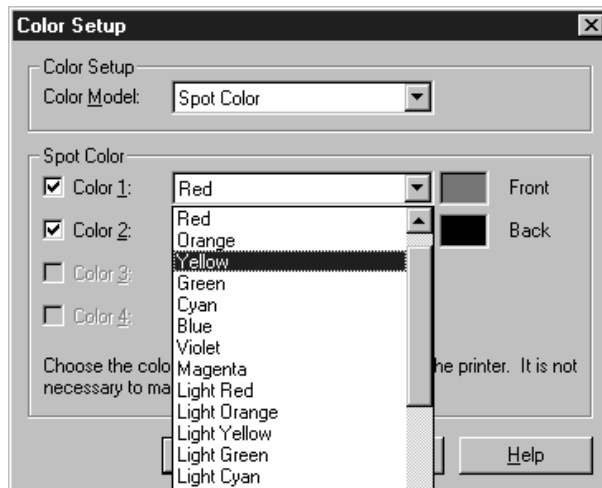 Color Setup
Color Setup
Color Model: Spot Color
Spot Color
Color 1: Red Front
Color 2: Back
Color 3:
Color 4:
Red
Orange
Yellow
Green
Cyan
Blue
Violet
Magenta
Light Red
Light Orange
Light Yellow
Light Green
Light Cyan
Choose the colo he printer. It is not
necessary to ma
Help